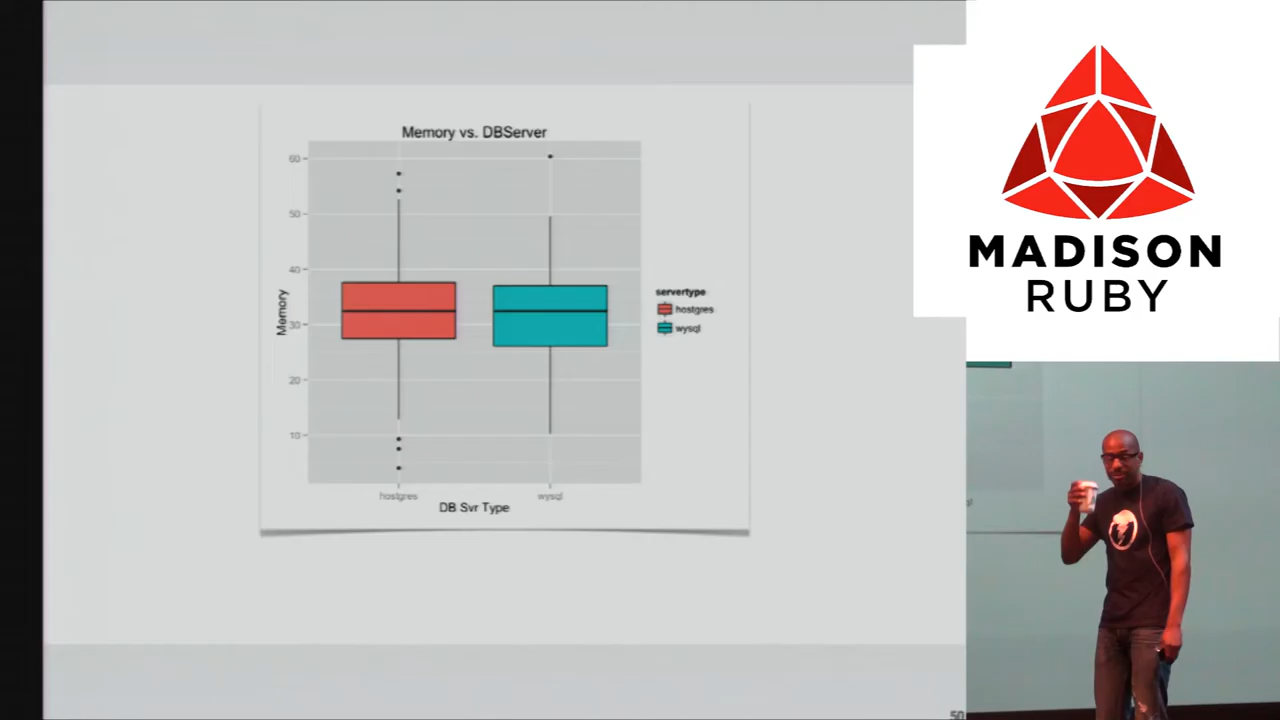 Memory vs. DBServer
60
50
40
30
20
10
Memory
hostgres
wysql
DB Svr Type
servertype
hostgres
wysql
MADISON
RUBY
50